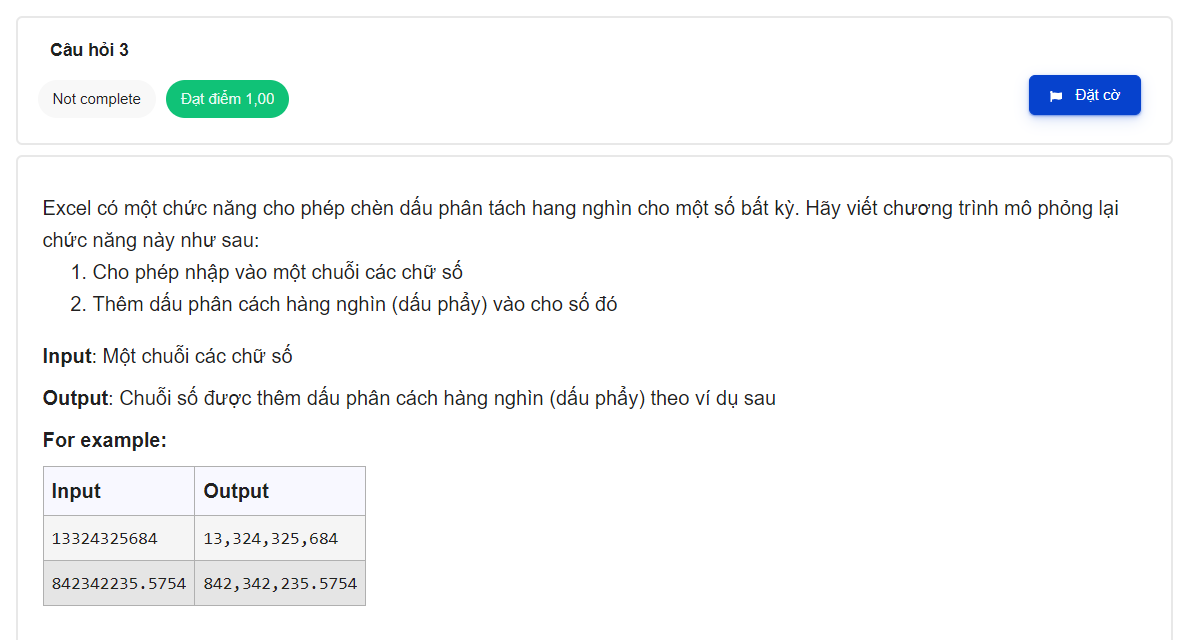 Câu hỏi 3
Not complete
Đạt điểm 1,00
Đặt cờ
Excel có một chức năng cho phép chèn dấu phân tách hang nghìn cho một số bất kỳ. Hãy viết chương trình mô phỏng lại
chức năng này như sau:
1. Cho phép nhập vào một chuỗi các chữ số
2. Thêm dấu phân cách hàng nghìn (dấu phẩy) vào cho số đó
Input: Một chuỗi các chữ số
Output: Chuỗi số được thêm dấu phân cách hàng nghìn (dấu phẩy) theo ví dụ sau
For example:
Input Output
13324325684 13,324,325,684
842342235.5754 842,342,235.5754